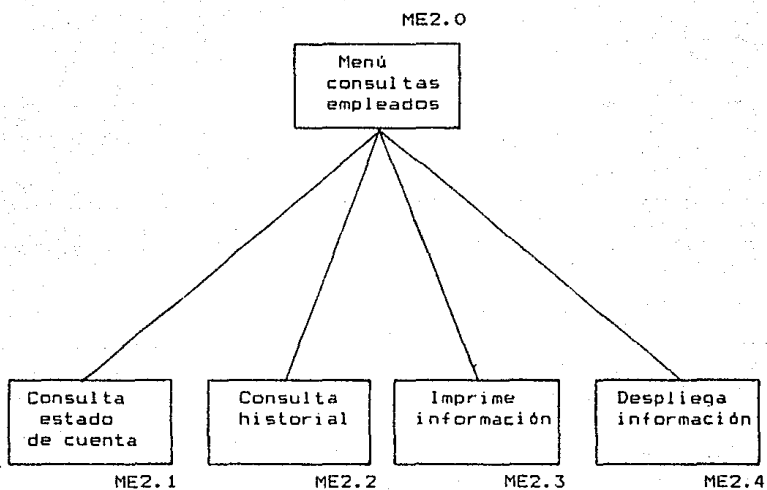 ME2.0
Menú
consultas
empleados
Consulta
estado
de cuenta
ME2.1
Consulta
historial
ME2.2
Imprime
información
ME2.3
Despliega
información
ME2.4